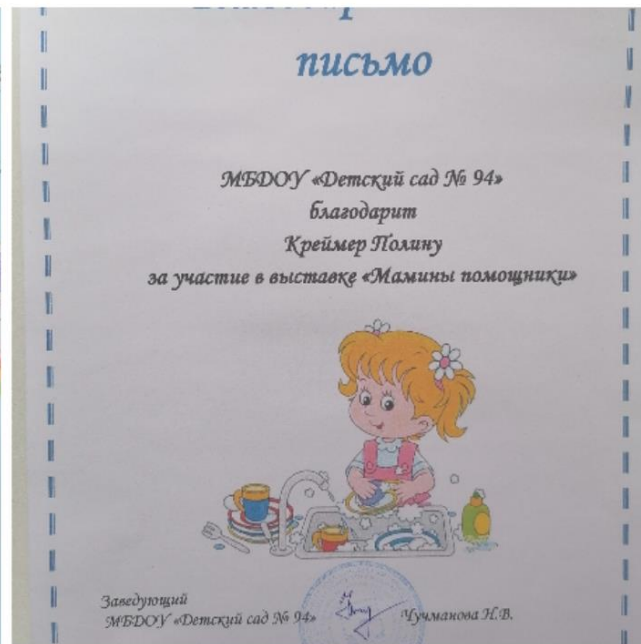 письмо
МБДОУ «Детский сад № 94»
благодарит
Креймер Полину
за участие в выставке «Мамины помощники»
Заведующий
МБДОУ «Детский сад № 94»
Чучманова Н.В.